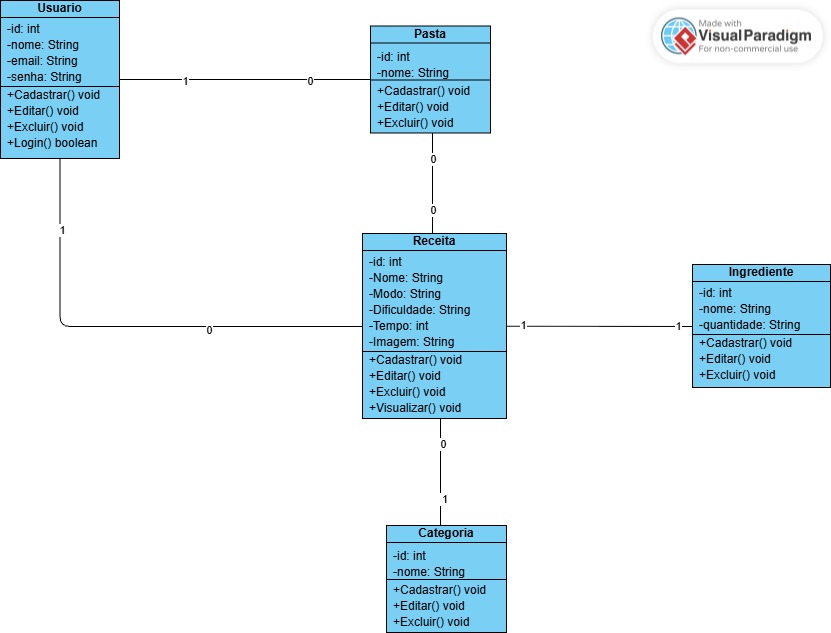 Usuario
-id: int
-nome: String
-email: String
-senha: String
+Cadastrar() void
+Editar() void
+Excluir() void
+Login() boolean
Pasta
-id: int
-nome: String
+Cadastrar() void
+Editar() void
+Excluir() void
Made with
VisualParadigm
For non-commercial use
1
0
0
0
1
0
Receita
-id: int
-Nome: String
-Modo: String
-Dificuldade: String
-Tempo: int
-Imagem: String
+Cadastrar() void
+Editar() void
+Excluir() void
+Visualizar() void
1
1
Ingrediente
-id: int
-nome: String
-quantidade: String
+Cadastrar() void
+Editar() void
+Excluir() void
0
1
Categoria
-id: int
-nome: String
+Cadastrar() void
+Editar() void
+Excluir() void